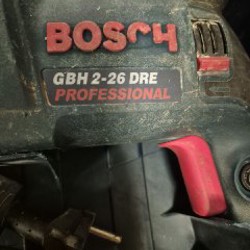 BOSCH
GBH 2-26 DRE
PROFESSIONAL